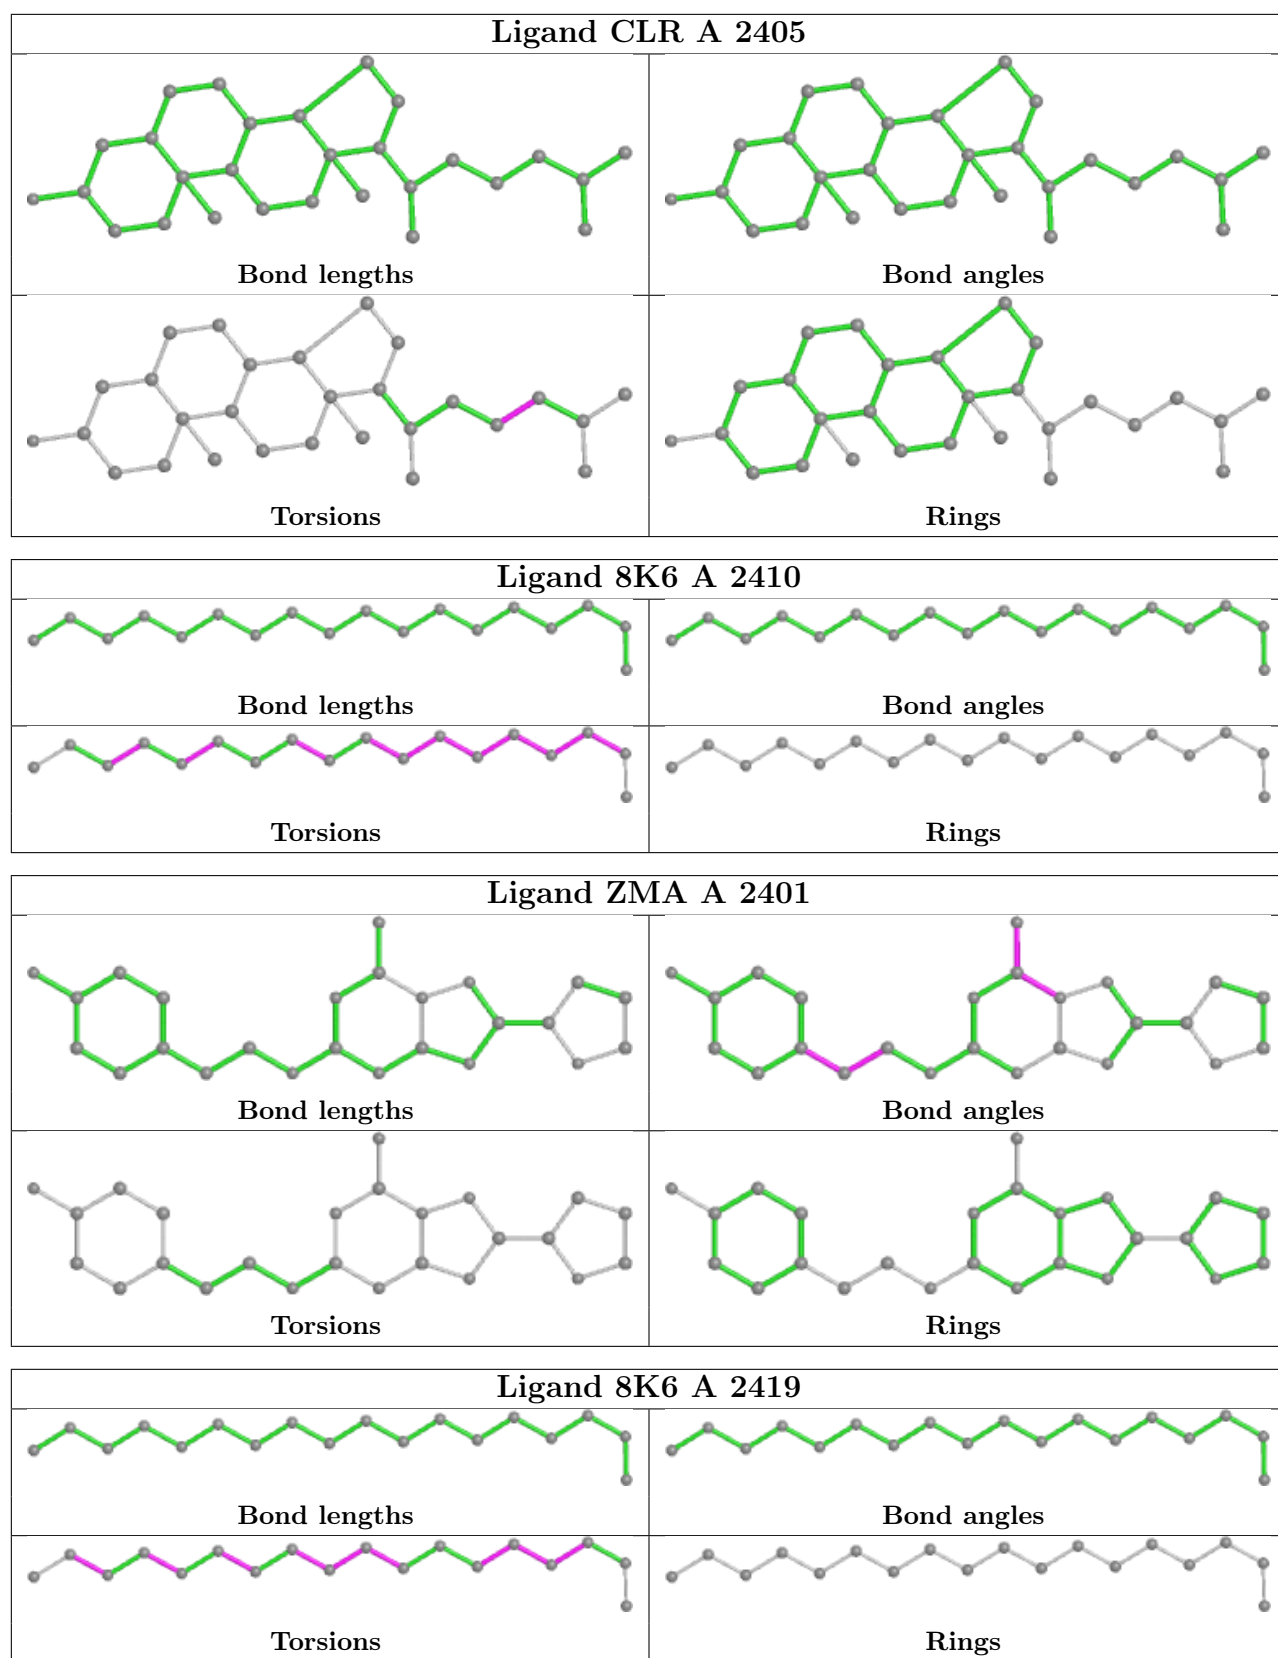 Ligand CLR A 2405
Bond lengths
Bond angles
Torsions
Rings
Ligand 8K6 A 2410
Bond lengths
Bond angles
Torsions
Rings
Ligand ZMA A 2401
Bond lengths
Bond angles
Torsions
Rings
Ligand 8K6 A 2419
Bond lengths
Bond angles
Torsions
Rings